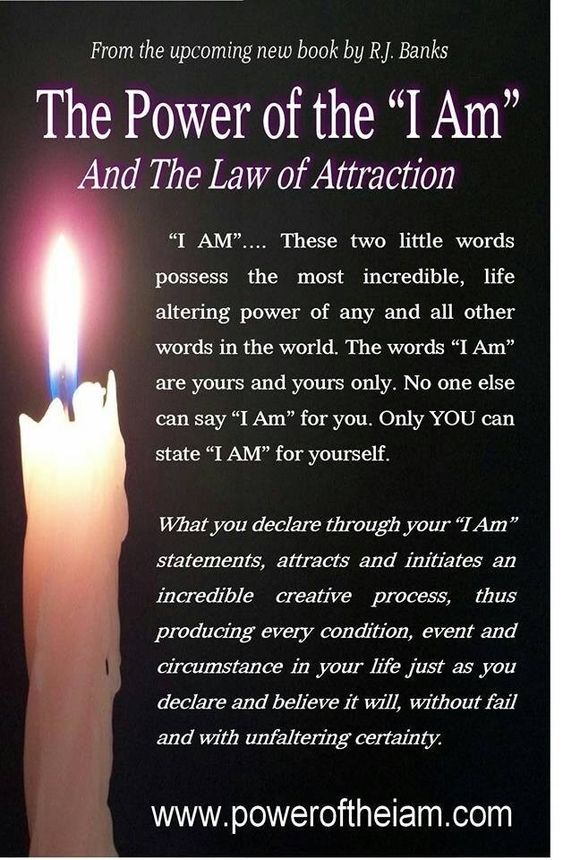 From the upcoming new book by R.J. Banks
The Power of the “I Am”
And The Law of Attraction
“I AM”.... These two little words
possess the most incredible, life
altering power of any and all other
words in the world. The words “I Am”
are yours and yours only. No one else
can say “I Am” for you. Only YOU can
state “I AM” for yourself.
What you declare through your “I Am”
statements, attracts and initiates an
incredible creative process, thus
producing every condition, event and
circumstance in your life just as you
declare and believe it will, without fail
and with unfaltering certainty.
www.poweroftheiam.com